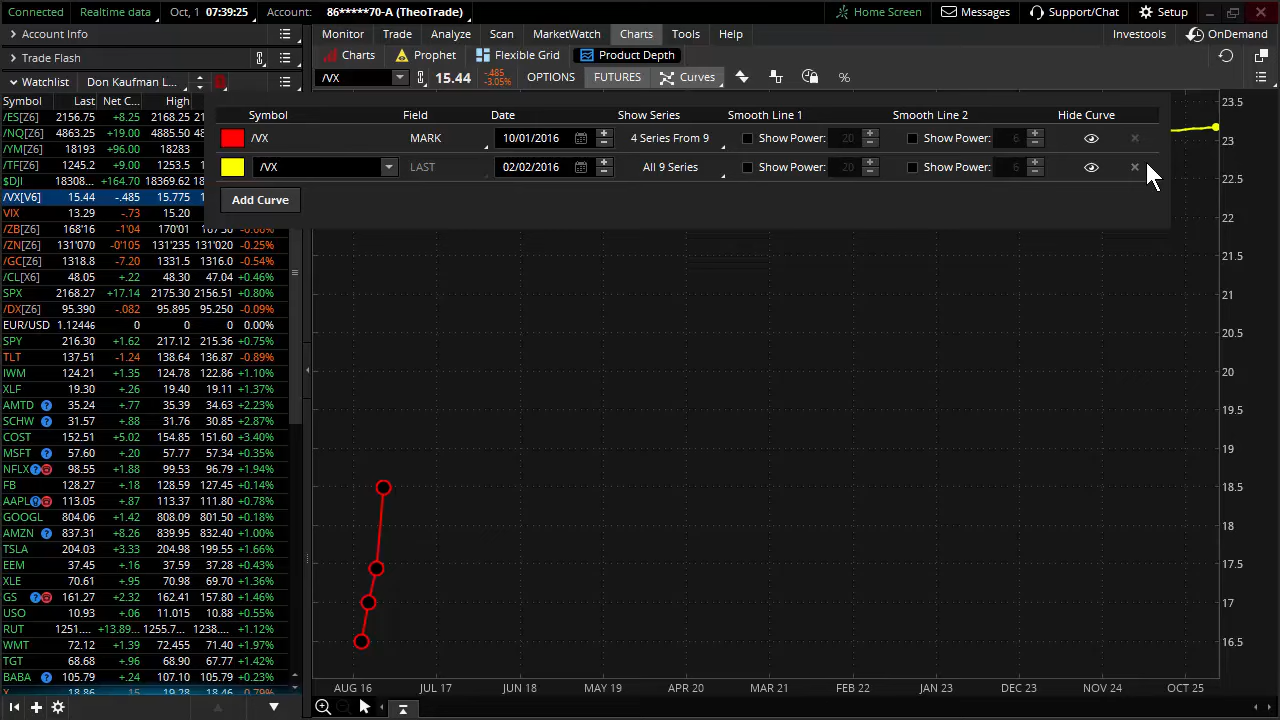 Connected Realtime data Oct, 1 07:39:25 Account: 86*****70-A (TheoTrade) Home Screen Messages Support/Chat Setup
Account Info Monitor Trade Analyze Scan MarketWatch Charts Tools Help Investools OnDemand
Trade Flash Charts Prophet Flexible Grid Product Depth
Watchlist Don Kaufman L... /VX 15.44 -.485 -3.05% OPTIONS FUTURES Curves %
Symbol Last Net C... High
Symbol Field Date Show Series Smooth Line 1 Smooth Line 2 Hide Curve
/VX MARK 10/01/2016 4 Series From 9 Show Power: 20 Show Power: 6
/VX LAST 02/02/2016 All 9 Series Show Power: 20 Show Power: 6
Add Curve
/ES[Z6] 2156.75 +8.25 2168.25
/NQ[Z6] 4863.25 +19.00 4885.50
/YM[Z6] 18193 +96.00 18283
/TF[Z6] 1245.2 +9.00 1253.5
$DJI 18308... +164.70 18369.62
/VX[V6] 15.44 -.485 15.775
VIX 13.29 -.73 15.20
/ZB[Z6] 168'16 -1'04 170'01
/ZN[Z6] 131'070 -0'105 131'235 131'020 -0.25%
/GC[Z6] 1318.8 -7.20 1331.5 1316.0 -0.54%
/CL[X6] 48.05 +.22 48.30 47.04 +0.46%
SPX 2168.27 +17.14 2175.30 2156.51 +0.80%
/DX[Z6] 95.390 -.082 95.895 95.250 -0.09%
EUR/USD 1.12446 0 0 0 0.00%
SPY 216.30 +1.62 217.12 215.36 +0.75%
TLT 137.51 -1.24 138.64 136.87 -0.89%
IWM 124.21 +1.35 124.78 122.86 +1.10%
XLF 19.30 +.26 19.40 19.11 +1.37%
AMTD 35.24 +.77 35.39 34.63 +2.23%
SCHW 31.57 +.88 31.76 30.85 +2.87%
COST 152.51 +5.02 154.85 151.60 +3.40%
MSFT 57.60 +.20 57.77 57.34 +0.35%
NFLX 98.55 +1.88 99.53 96.79 +1.94%
FB 128.27 +.18 128.59 127.45 +0.14%
AAPL 113.05 +.87 113.37 111.80 +0.78%
GOOGL 804.06 +1.42 808.09 801.50 +0.18%
AMZN 837.31 +8.26 839.95 832.40 +1.00%
TSLA 204.03 +3.33 204.98 199.55 +1.66%
EEM 37.45 +.16 37.59 37.28 +0.43%
XLE 70.61 +.95 70.98 69.70 +1.36%
GS 161.27 +2.32 162.41 157.80 +1.46%
USO 10.93 +.06 11.015 10.88 +0.55%
RUT 1251.... +13.89... 1255.7... 1238.... +1.12%
WMT 72.12 +1.39 72.455 71.40 +1.97%
TGT 68.68 +.96 68.90 67.77 +1.42%
BABA 105.79 +.24 107.10 105.79 +0.23%
23.5
23
22.5
22
21.5
21
20.5
20
19.5
19
18.5
18
17.5
17
16.5
AUG 16 JUL 17 JUN 18 MAY 19 APR 20 MAR 21 FEB 22 JAN 23 DEC 23 NOV 24 OCT 25